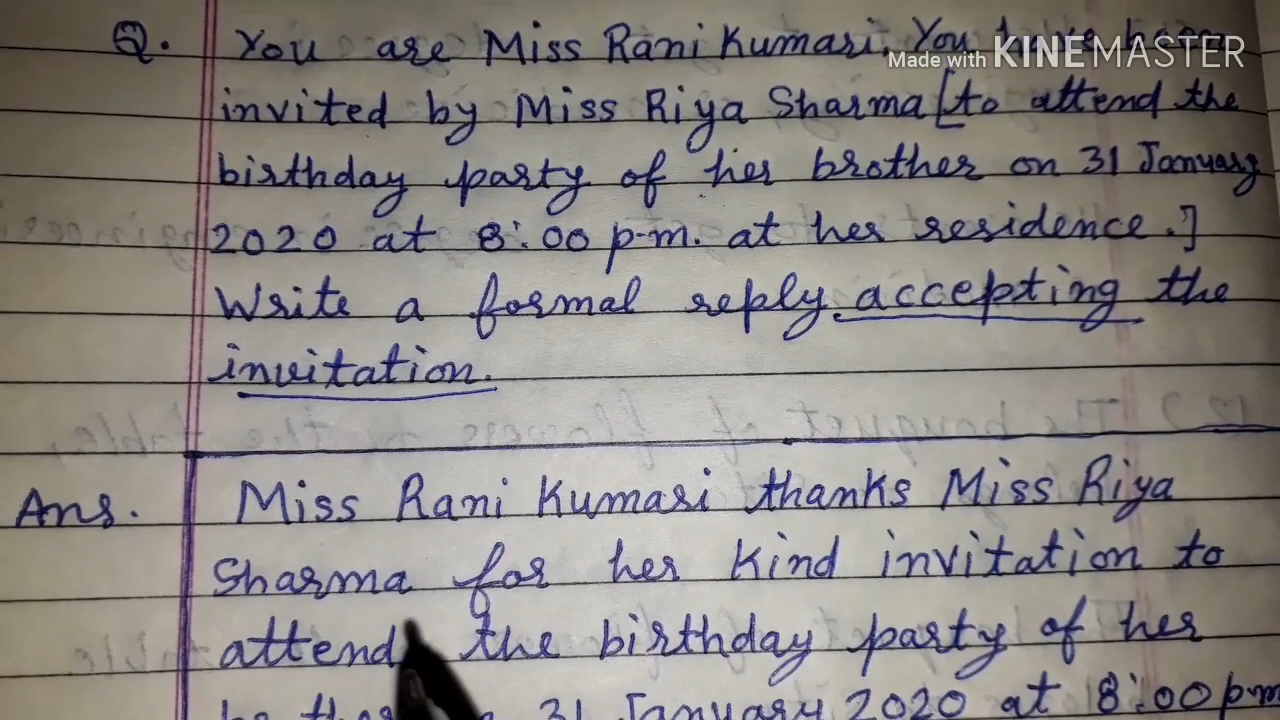 Q. You are Miss Rani Kumari. You have been
Made with KINEMASTER
invited by Miss Riya Sharma [to attend the
birthday party of her brother on 31 January
2020 at 8:00 p.m. at her residence.]
Write a formal reply accepting the
invitation.
Ans. Miss Rani Kumari thanks Miss Riya
Sharma for her kind invitation to
attend the birthday party of her
31 January 2020 at 8:00 pm